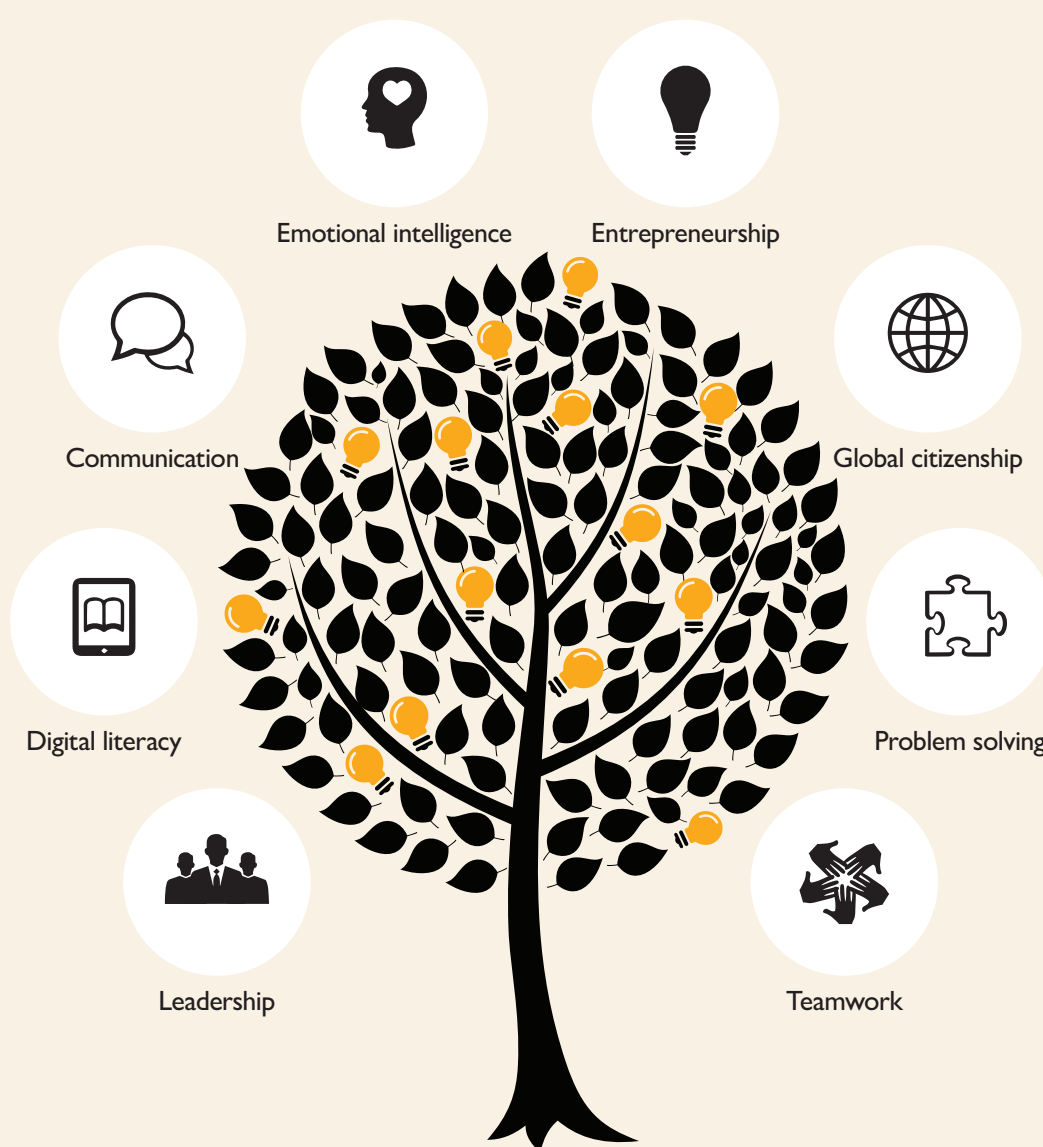 Emotional intelligence
Entrepreneurship
Communication
Global citizenship
Digital literacy
Problem solving
Leadership
Teamwork